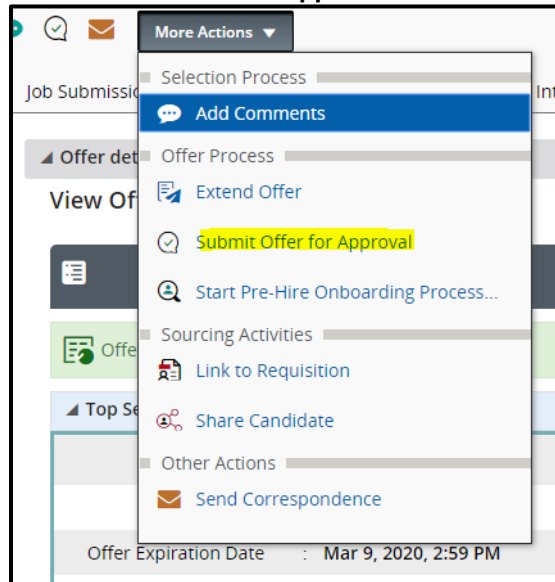 More Actions ▼
Job Submissio
Int
Selection Process
Add Comments
Offer det
Offer Process
View Of
Extend Offer
Submit Offer for Approval
Start Pre-Hire Onboarding Process...
Offe
Sourcing Activities
Link to Requisition
Top Se
Share Candidate
Other Actions
Send Correspondence
Offer Expiration Date : Mar 9, 2020, 2:59 PM